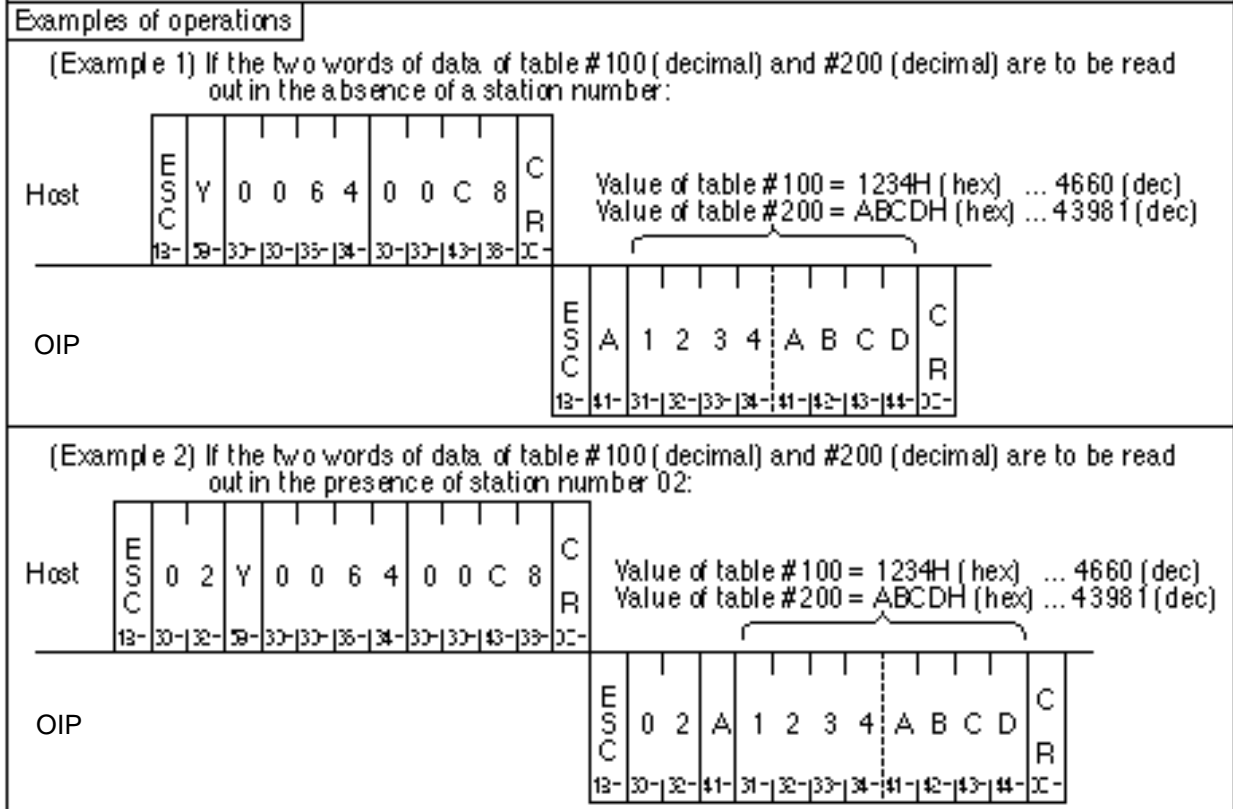 Examples of operations
(Example 1) If the two words of data of table #100 (decimal) and #200 (decimal) are to be read
out in the absence of a station number:
Host
ESC Y 0 0 6 4 0 0 C 8 CR
Value of table #100 = 1234H (hex) ... 4660 (dec)
Value of table #200 = ABCDH (hex) ... 43981 (dec)
OIP
ESC A 1 2 3 4 A B C D CR
(Example 2) If the two words of data of table #100 (decimal) and #200 (decimal) are to be read
out in the presence of station number 02:
Host
ESC 0 2 Y 0 0 6 4 0 0 C 8 CR
Value of table #100 = 1234H (hex) ... 4660 (dec)
Value of table #200 = ABCDH (hex) ... 43981 (dec)
OIP
ESC 0 2 A 1 2 3 4 A B C D CR